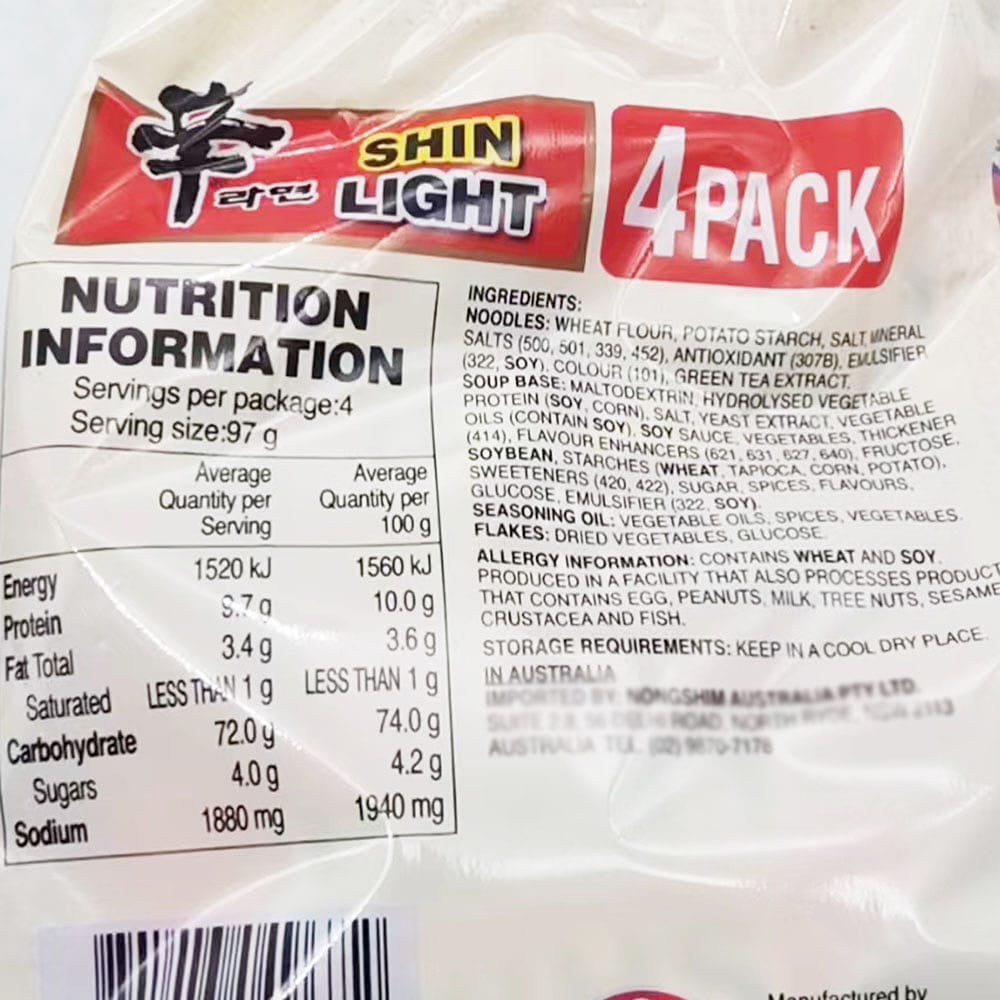 辛
라면
SHIN
LIGHT
4PACK
NUTRITION
INFORMATION
Servings per package:4
Serving size:97 g
Average
Quantity per
Serving
Average
Quantity per
100 g
Energy 1520 kJ 1560 kJ
Protein 9.7 g 10.0 g
Fat Total 3.4 g 3.6 g
Saturated LESS THAN 1 g LESS THAN 1 g
Carbohydrate 72.0 g 74.0 g
Sugars 4.0 g 4.2 g
Sodium 1880 mg 1940 mg
INGREDIENTS:
NOODLES: WHEAT FLOUR, POTATO STARCH, SALT, MINERAL
SALTS (500, 501, 339, 452), ANTIOXIDANT (307B), EMULSIFIER
(322, SOY), COLOUR (101), GREEN TEA EXTRACT.
SOUP BASE: MALTODEXTRIN, HYDROLYSED VEGETABLE
PROTEIN (SOY, CORN), SALT, YEAST EXTRACT, VEGETABLE
OILS (CONTAIN SOY), SOY SAUCE, VEGETABLES, THICKENER
(414), FLAVOUR ENHANCERS (621, 631, 627, 640), FRUCTOSE,
SOYBEAN, STARCHES (WHEAT, TAPIOCA, CORN, POTATO),
SWEETENERS (420, 422), SUGAR, SPICES, FLAVOURS,
GLUCOSE, EMULSIFIER (322, SOY).
SEASONING OIL: VEGETABLE OILS, SPICES, VEGETABLES.
FLAKES: DRIED VEGETABLES, GLUCOSE.
ALLERGY INFORMATION: CONTAINS WHEAT AND SOY.
PRODUCED IN A FACILITY THAT ALSO PROCESSES PRODUCT
THAT CONTAINS EGG, PEANUTS, MILK, TREE NUTS, SESAME
CRUSTACEA AND FISH.
STORAGE REQUIREMENTS: KEEP IN A COOL DRY PLACE.
IN AUSTRALIA
IMPORTED BY: NONGSHIM AUSTRALIA PTY LTD.
ROAD NORTH
AUSTRALIA TEL. (02) 9870-7178
Manufactured by